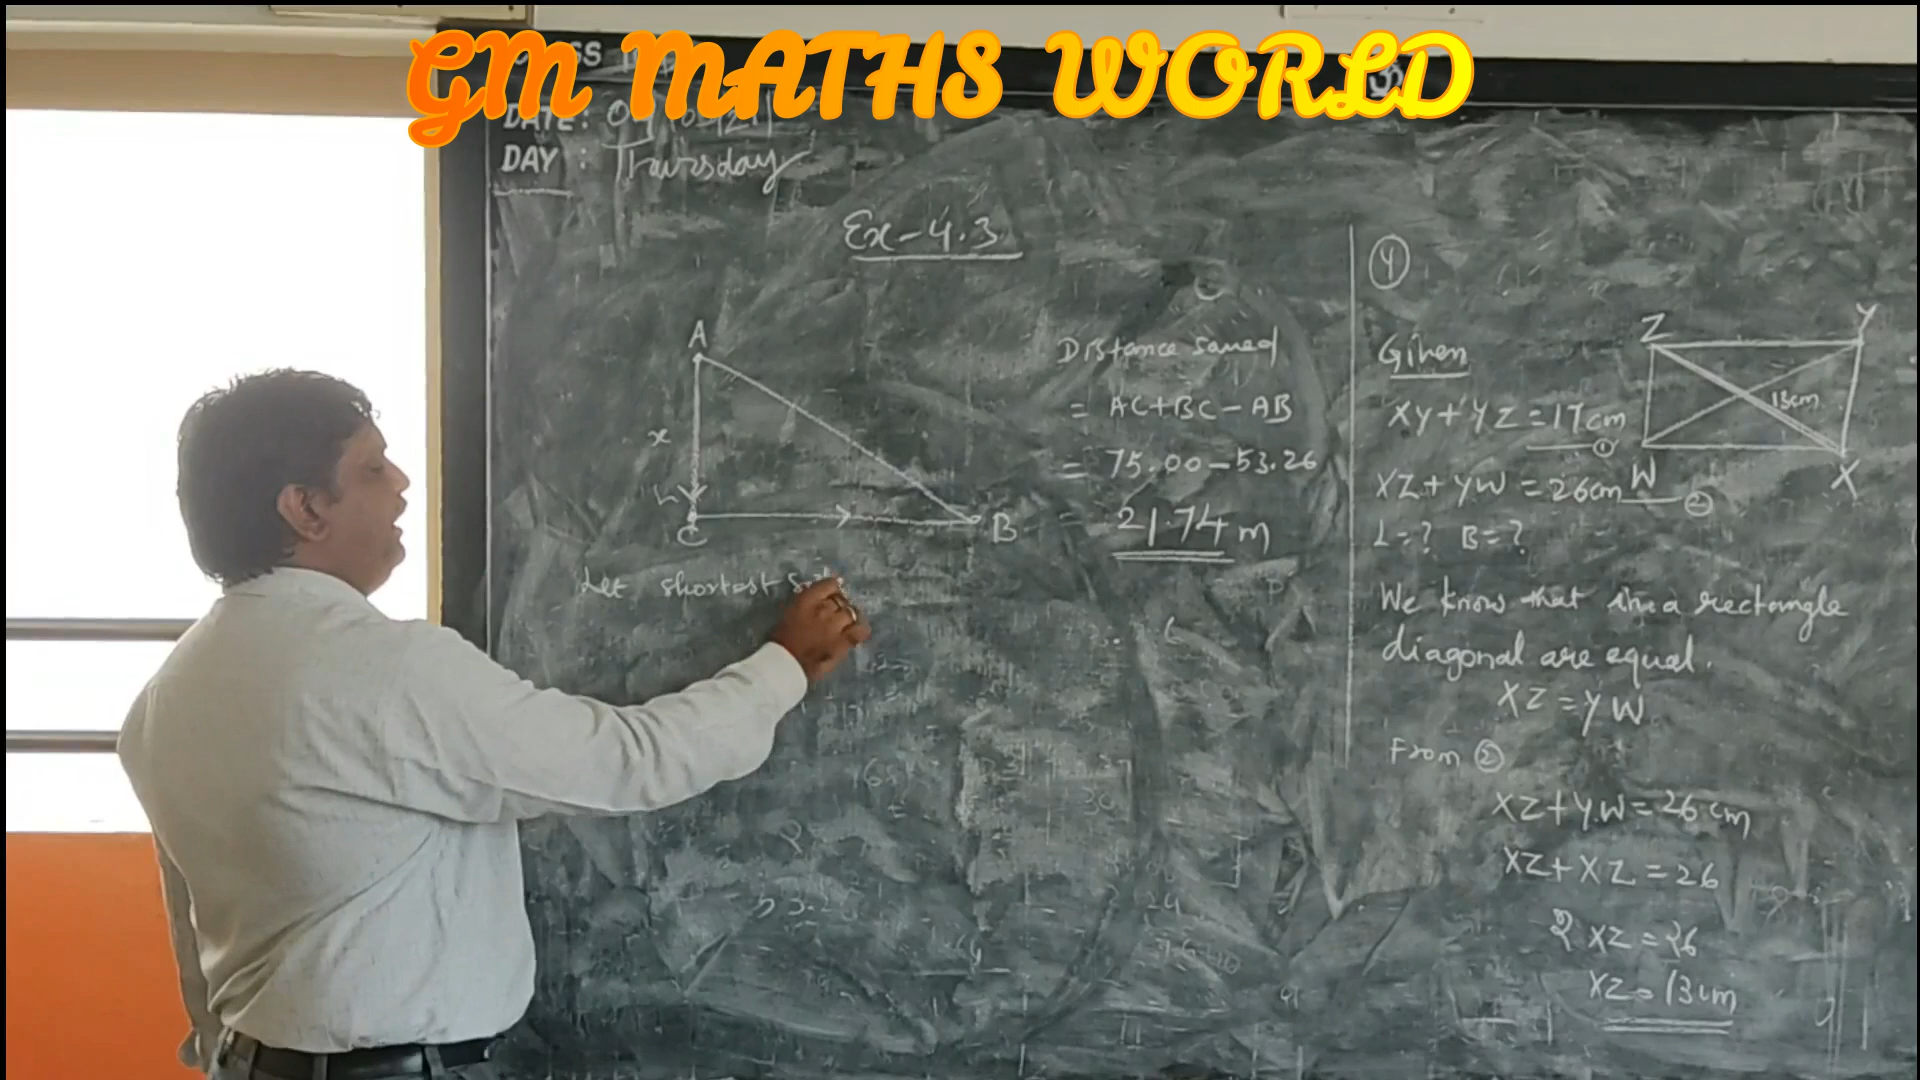 GM MATHS WORLD
DATE:
DAY : Thursday
Ex-4.3
A
x
C
B
Let shortest
Distance saved
= AC+BC-AB
= 75.00-53.26
= 21.74 m
4
Given
XY+YZ=17cm ①
XZ+YW=26cm ②
L=? B=?
Z
Y
13cm
W
X
We know that in a rectangle
diagonal are equal.
XZ=YW
From ②
XZ+YW=26cm
XZ+XZ=26
2XZ=26
XZ=13cm